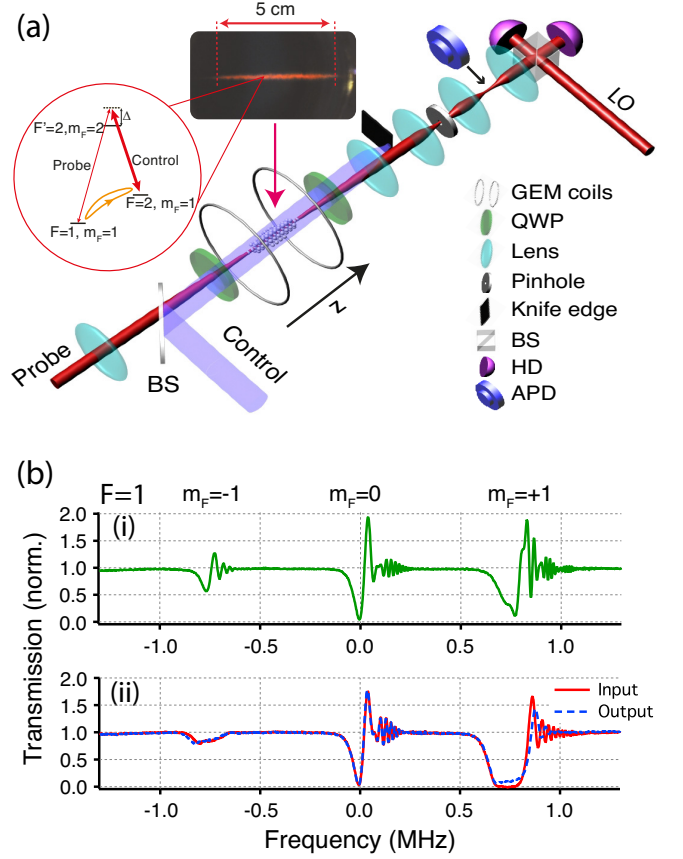 (a)
5 cm
LO
Δ
F'=2,m_F=2
Probe
Control
F=2, m_F=1
F=1, m_F=1
GEM coils
QWP
Lens
Pinhole
Knife edge
BS
HD
APD
z
Control
Probe
BS
(b)
F=1
m_F=-1
m_F=0
m_F=+1
Transmission (norm.)
(i)
2.0
1.5
1.0
0.5
0.0
-1.0
-0.5
0.0
0.5
1.0
(ii)
Input
Output
2.0
1.5
1.0
0.5
0.0
-1.0
-0.5
0.0
0.5
1.0
Frequency (MHz)